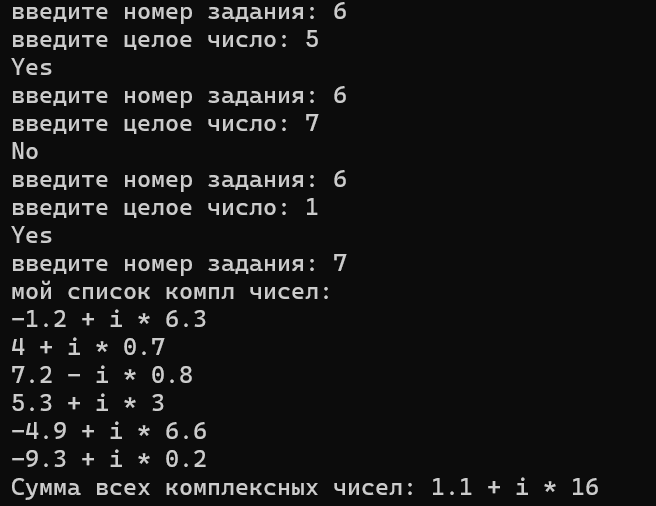 введите номер задания: 6
введите целое число: 5
Yes
введите номер задания: 6
введите целое число: 7
No
введите номер задания: 6
введите целое число: 1
Yes
введите номер задания: 7
мой список компл чисел:
-1.2 + i * 6.3
4 + i * 0.7
7.2 - i * 0.8
5.3 + i * 3
-4.9 + i * 6.6
-9.3 + i * 0.2
Сумма всех комплексных чисел: 1.1 + i * 16